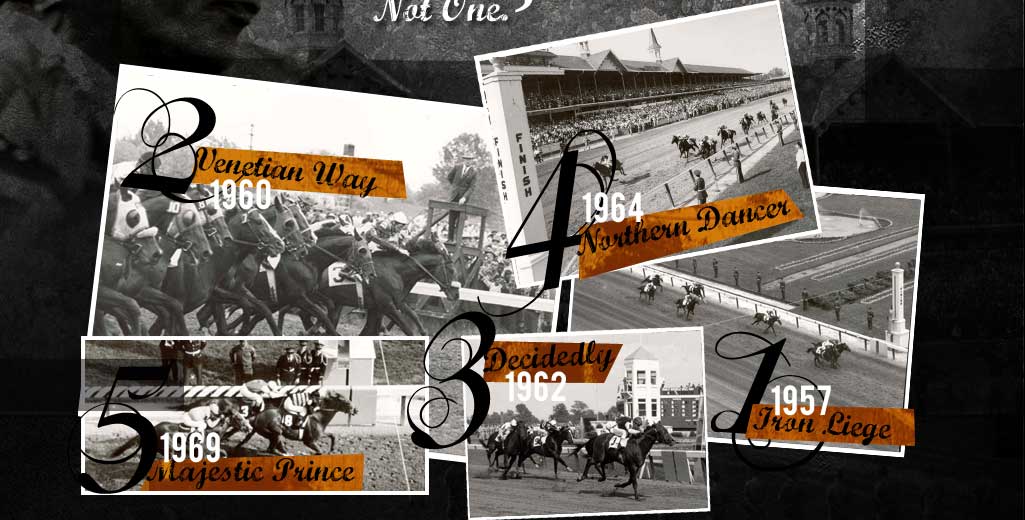 Not One.
2
Venetian Way
1960
FINISH
FINISH
4
1964
Northern Dancer
3
Decidedly
1962
1
1957
Iron Liege
5
1969
Majestic Prince